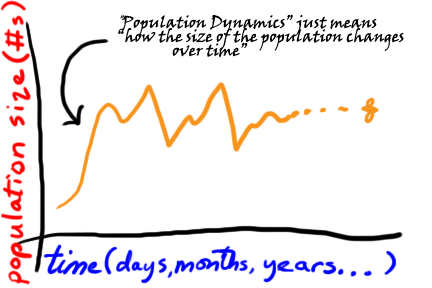 "Population Dynamics" just means
"how the size of the population changes
over time"
population size (#s)
time (days, months, years...)